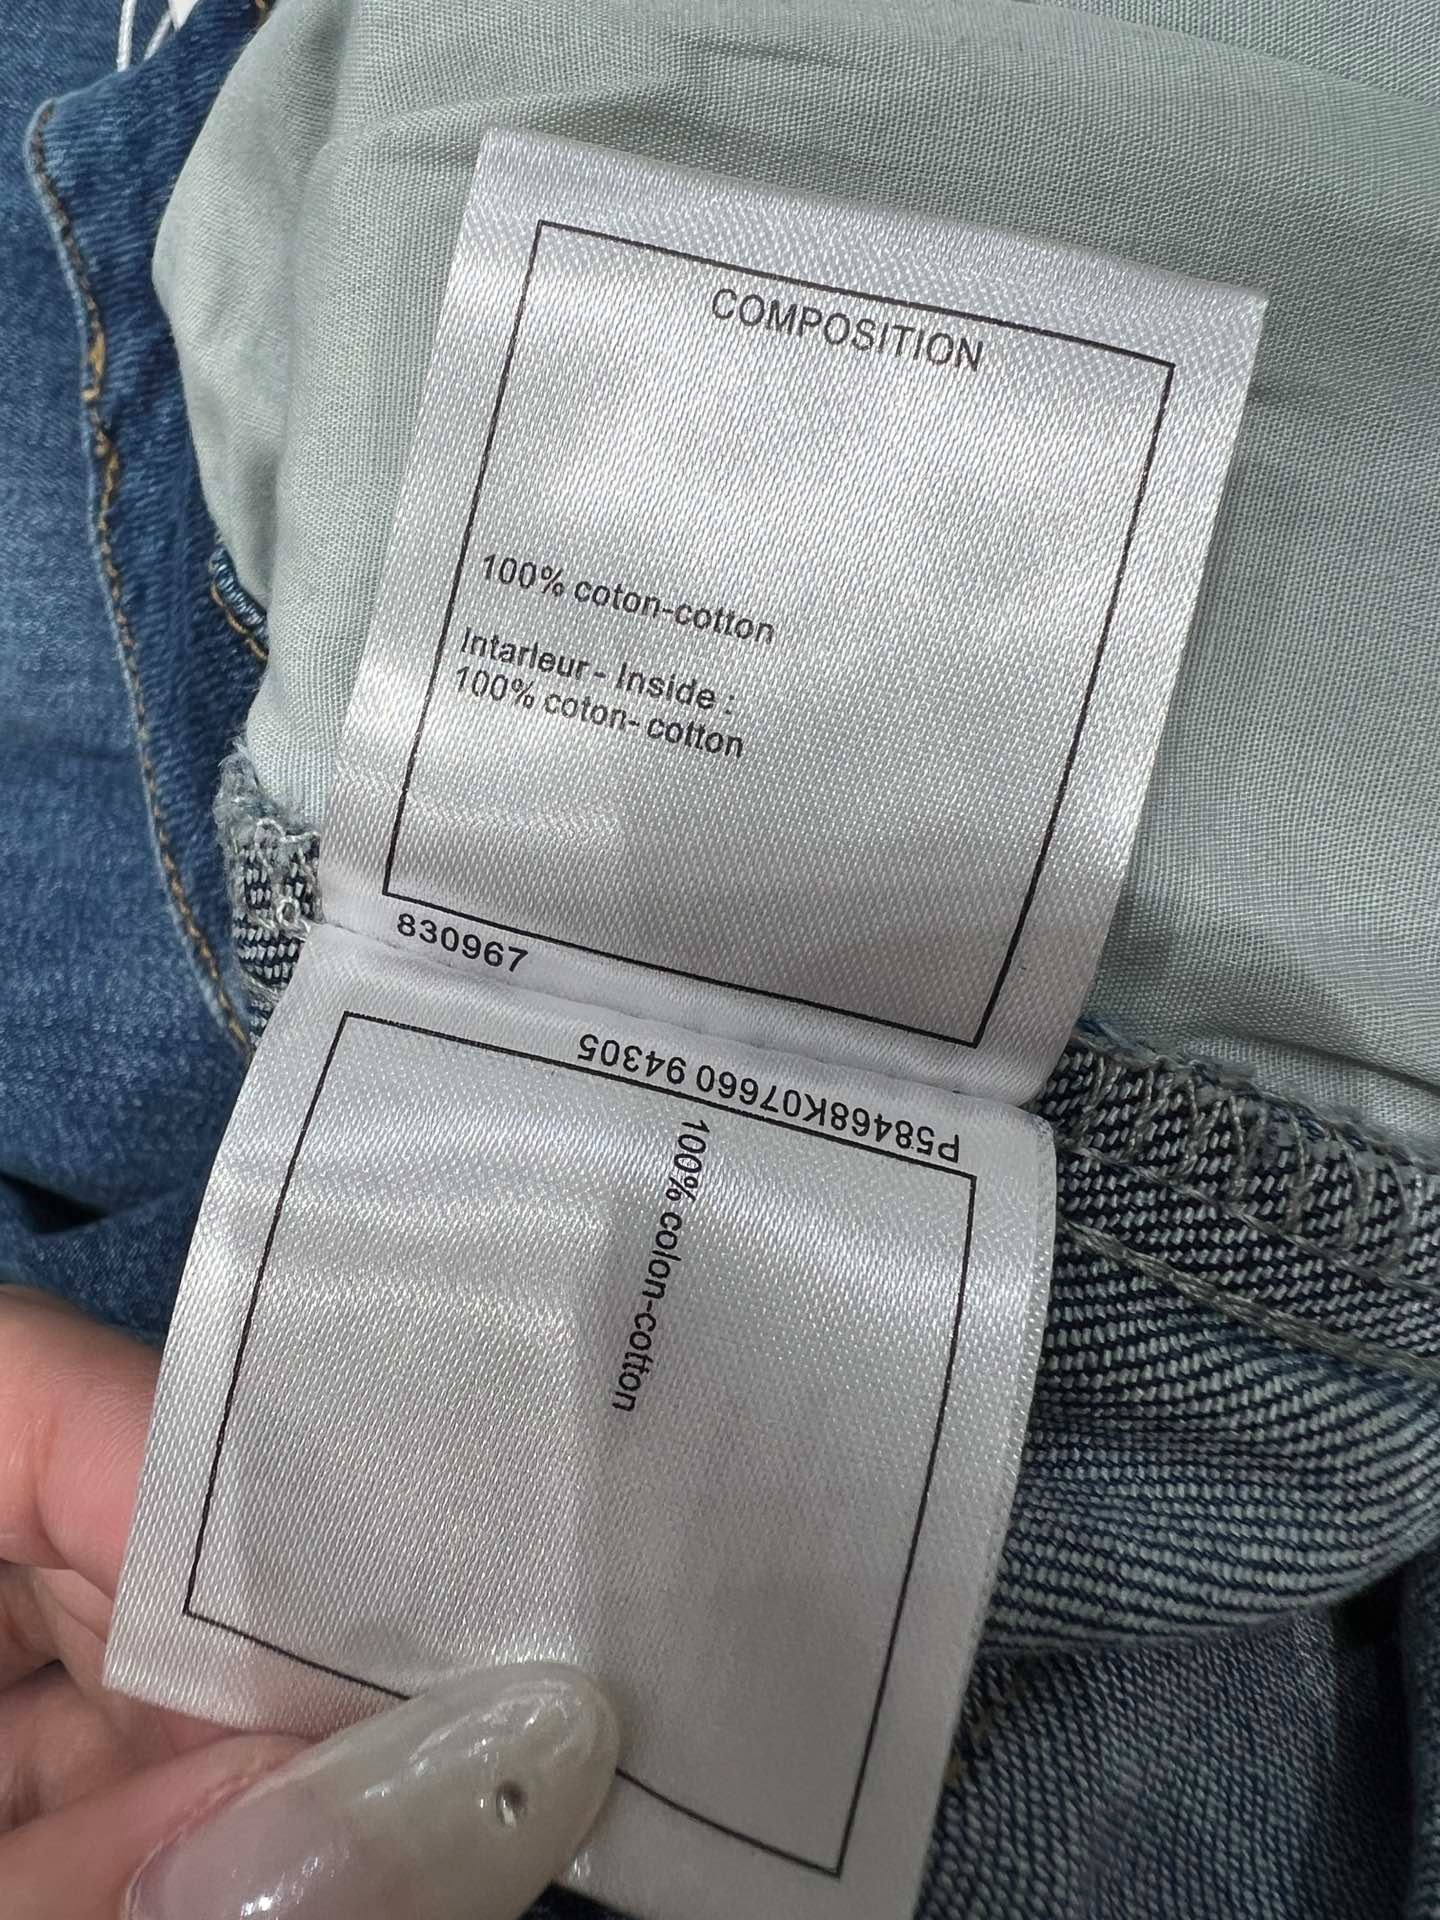 COMPOSITION
100% coton-cotton
Intarleur - Inside :
100% coton- cotton
830967
P58468K07660 94305
100% colon-cotton